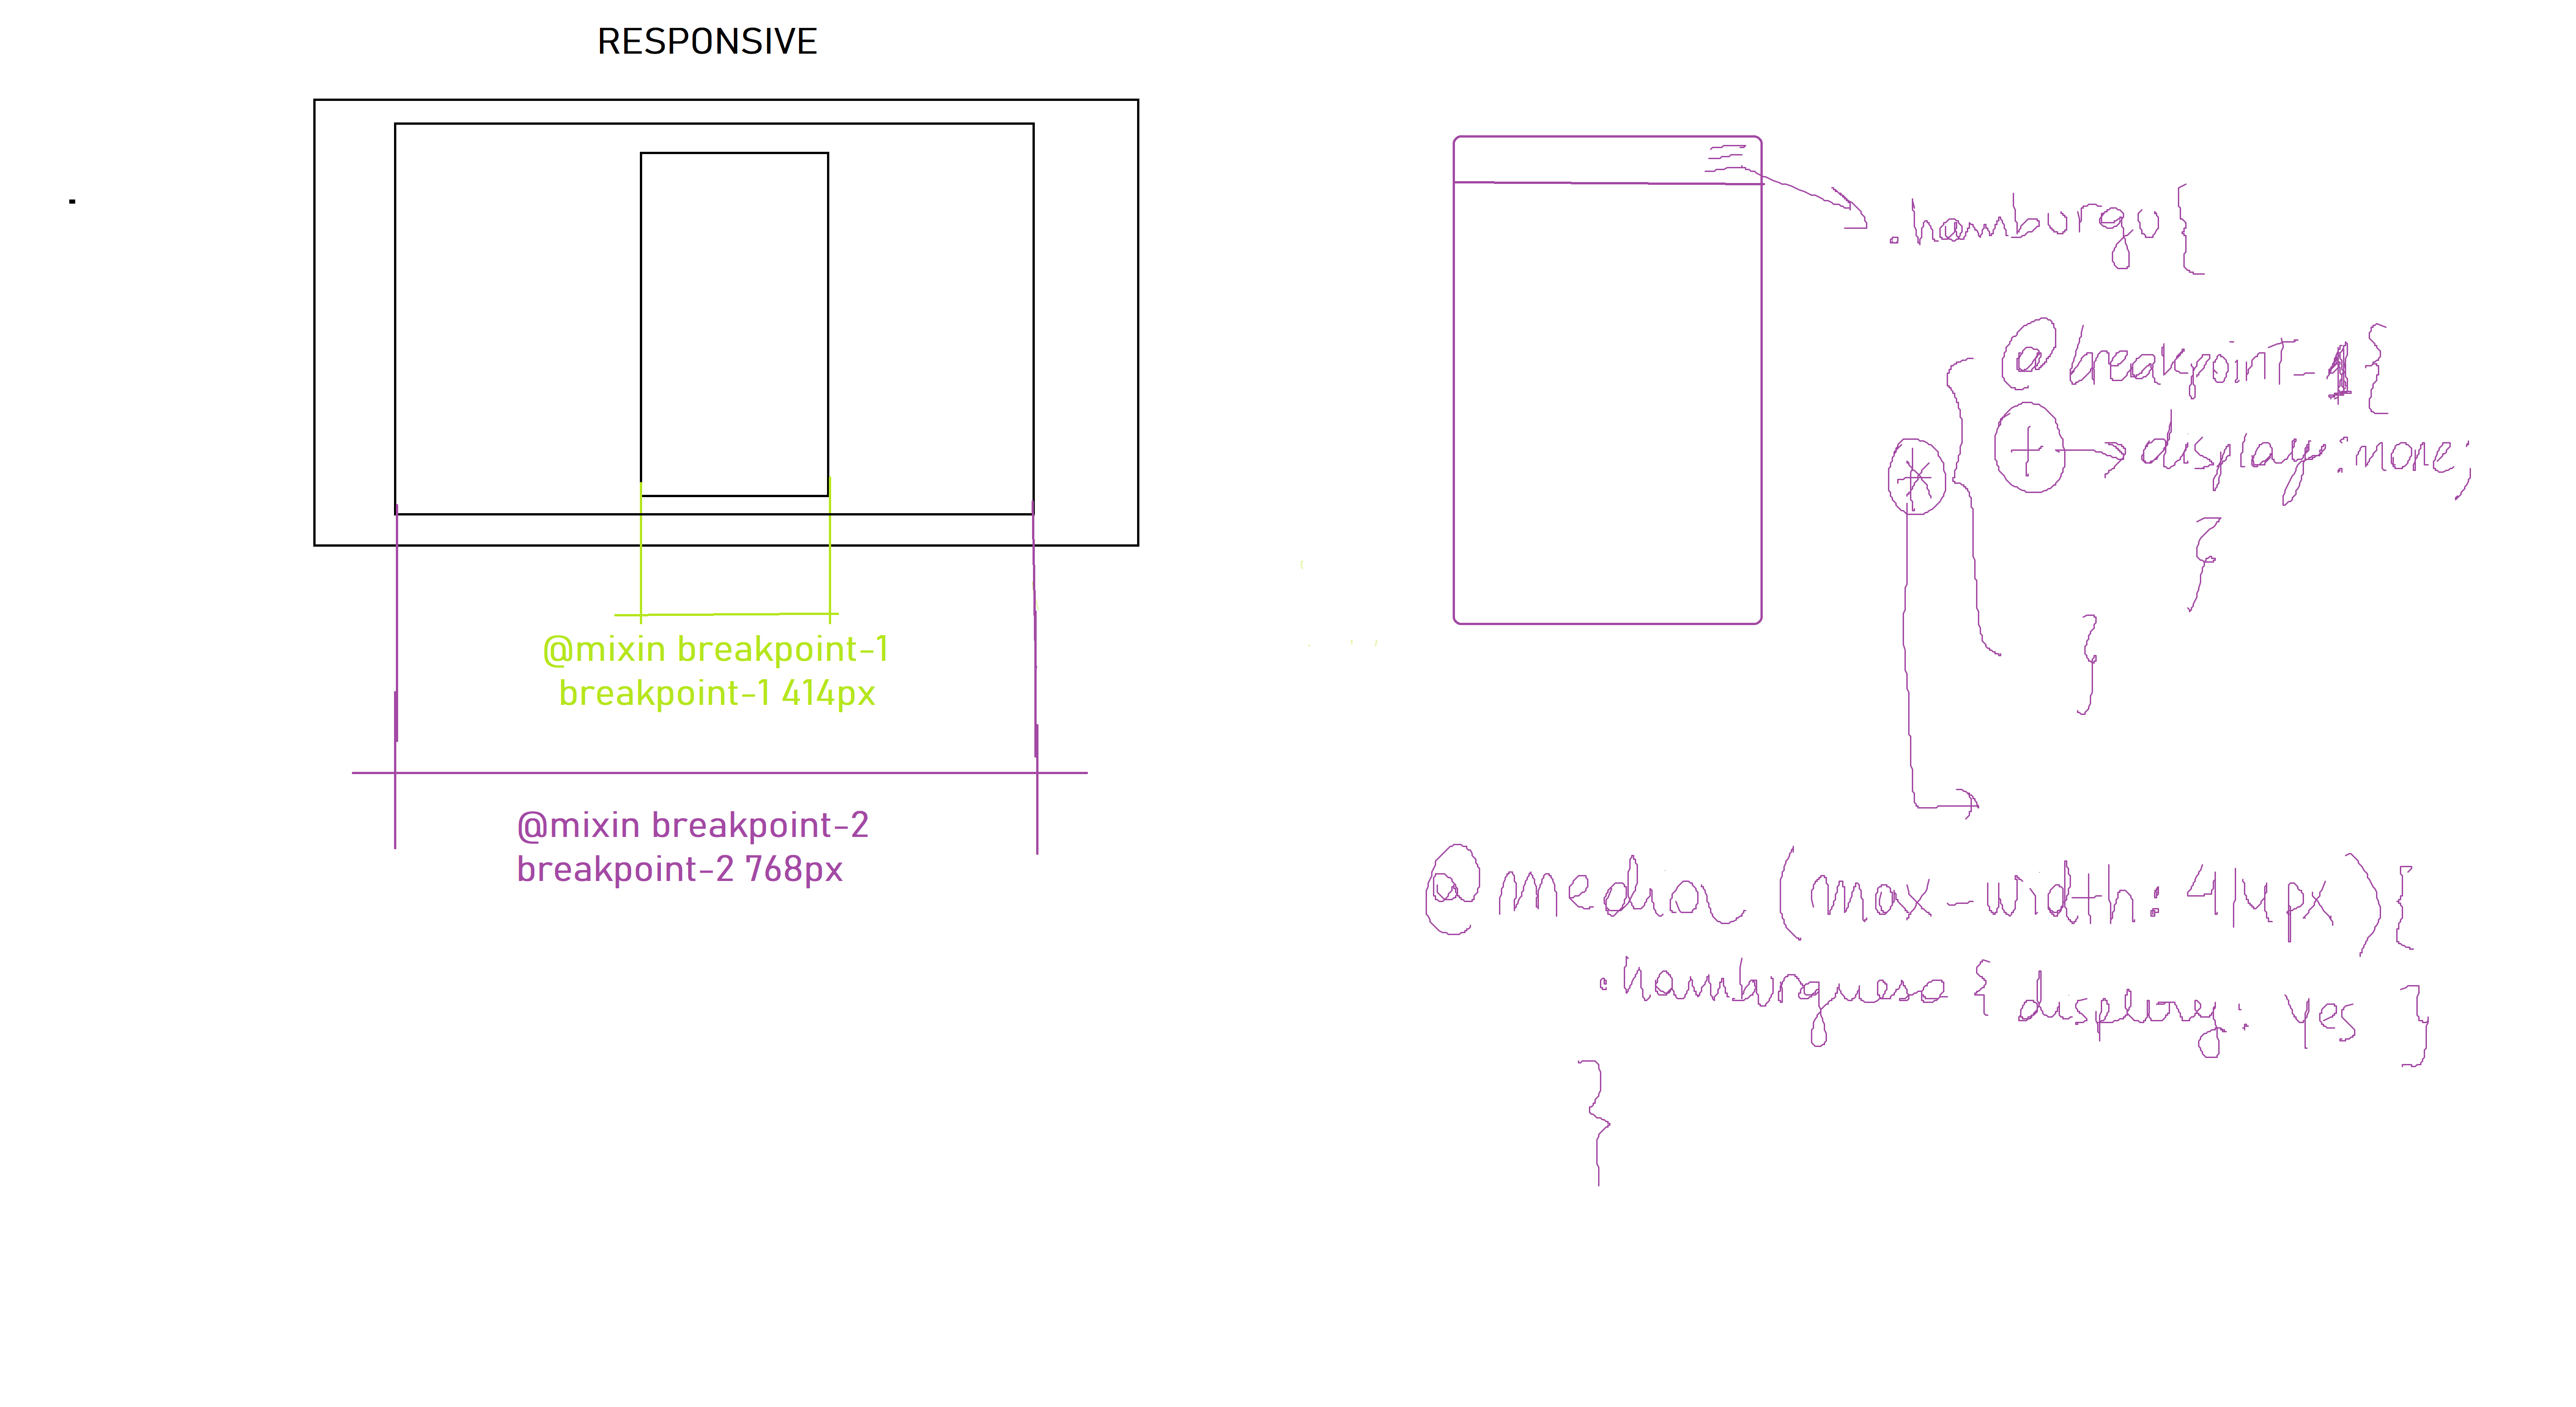 RESPONSIVE
@mixin breakpoint-1
breakpoint-1 414px
@mixin breakpoint-2
breakpoint-2 768px
.hamburgu{
@breakpoint-1{
+ → display:none;
}
}
*
@media (max-width: 414px){
.hamburguesa { display: yes }
}